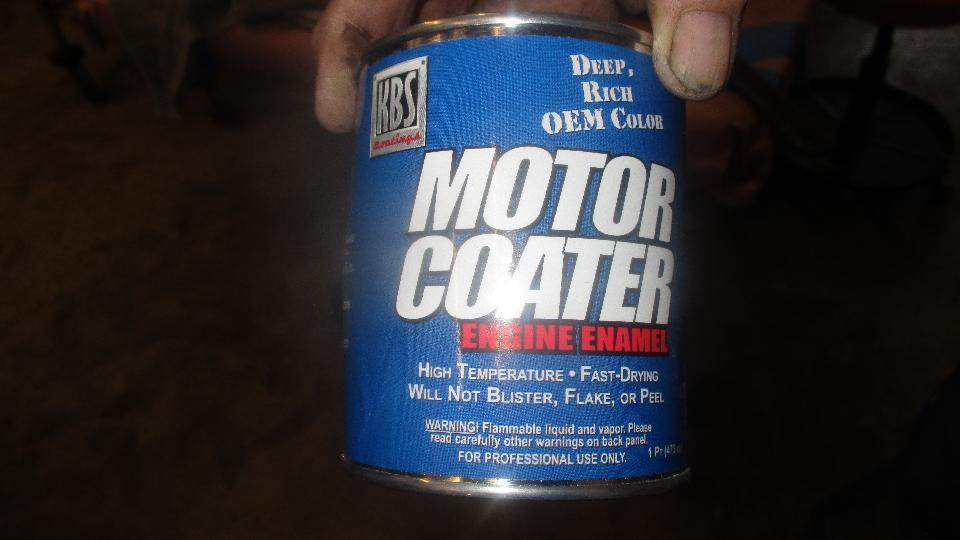 KBS
Coatings
DEEP,
RICH
OEM COLOR
MOTOR
COATER
ENGINE ENAMEL
HIGH TEMPERATURE • FAST-DRYING
WILL NOT BLISTER, FLAKE, OR PEEL
WARNING! Flammable liquid and vapor. Please
read carefully other warnings on back panel.
FOR PROFESSIONAL USE ONLY.
1 PT